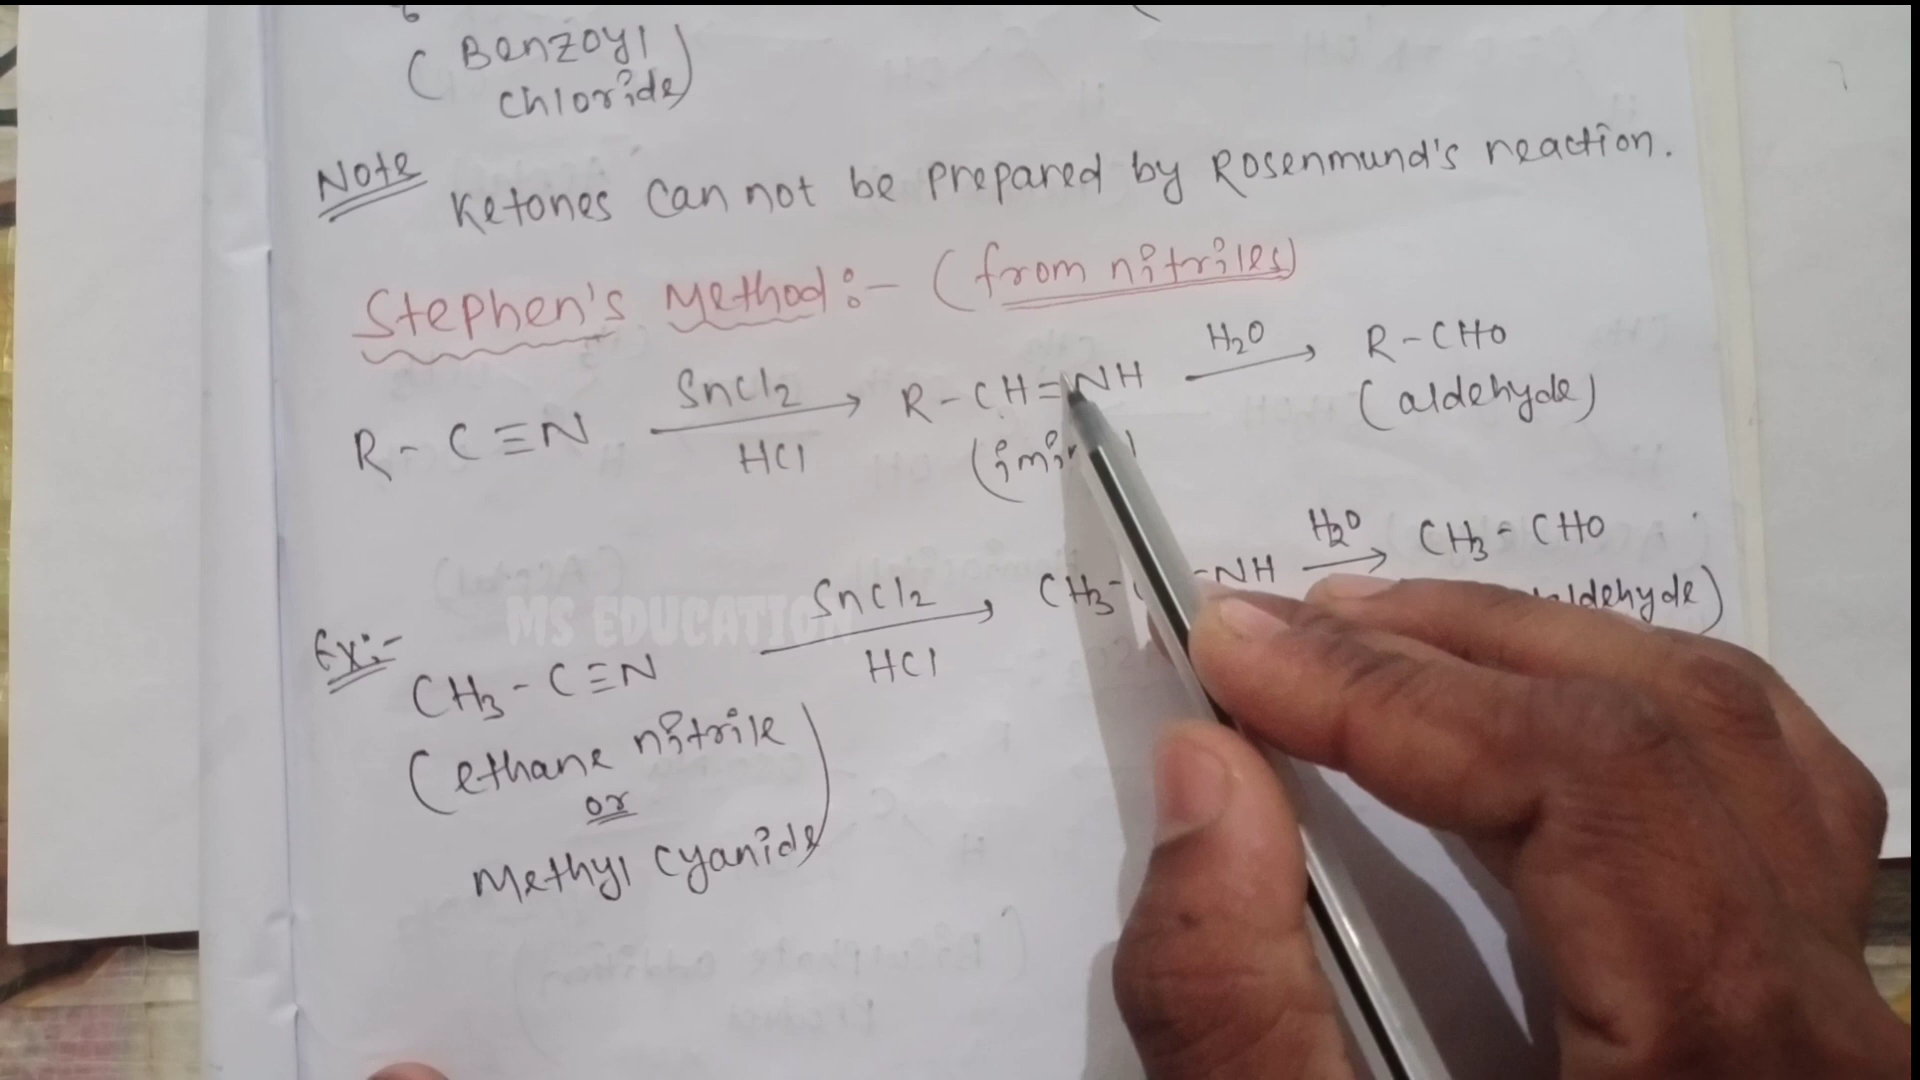 (Benzoyl
chloride)
Note
Ketones can not be prepared by Rosenmund's reaction.
Stephen's Method:- (from nitriles)
R-C≡N SnCl2 HCl R-CH=NH H2O R-CHO
(aldehyde)
Ex:- CH3-C≡N SnCl2 HCl CH3- -NH H2O CH3-CHO
(ethane nitrile
or
Methyl cyanide)
MS EDUCATION